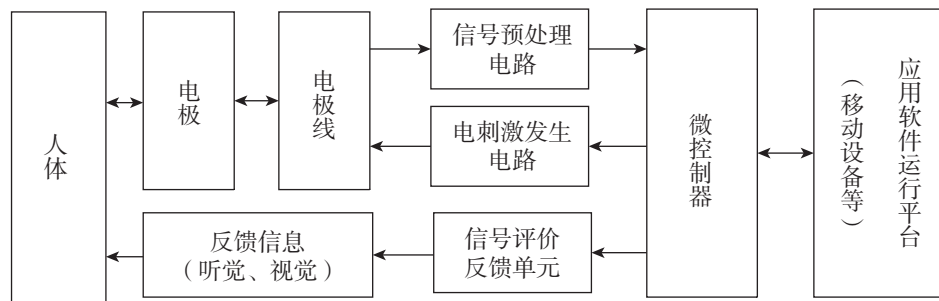 人体
电极
电极线
信号预处理
电路
电刺激发生
电路
反馈信息
（听觉、视觉）
信号评价
反馈单元
微控制器
应用软件运行平台
（移动设备等）